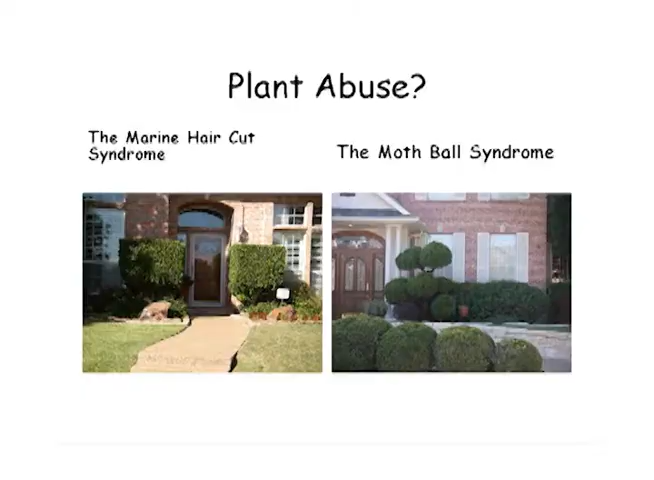 Plant Abuse?
The Marine Hair Cut
Syndrome
The Moth Ball Syndrome